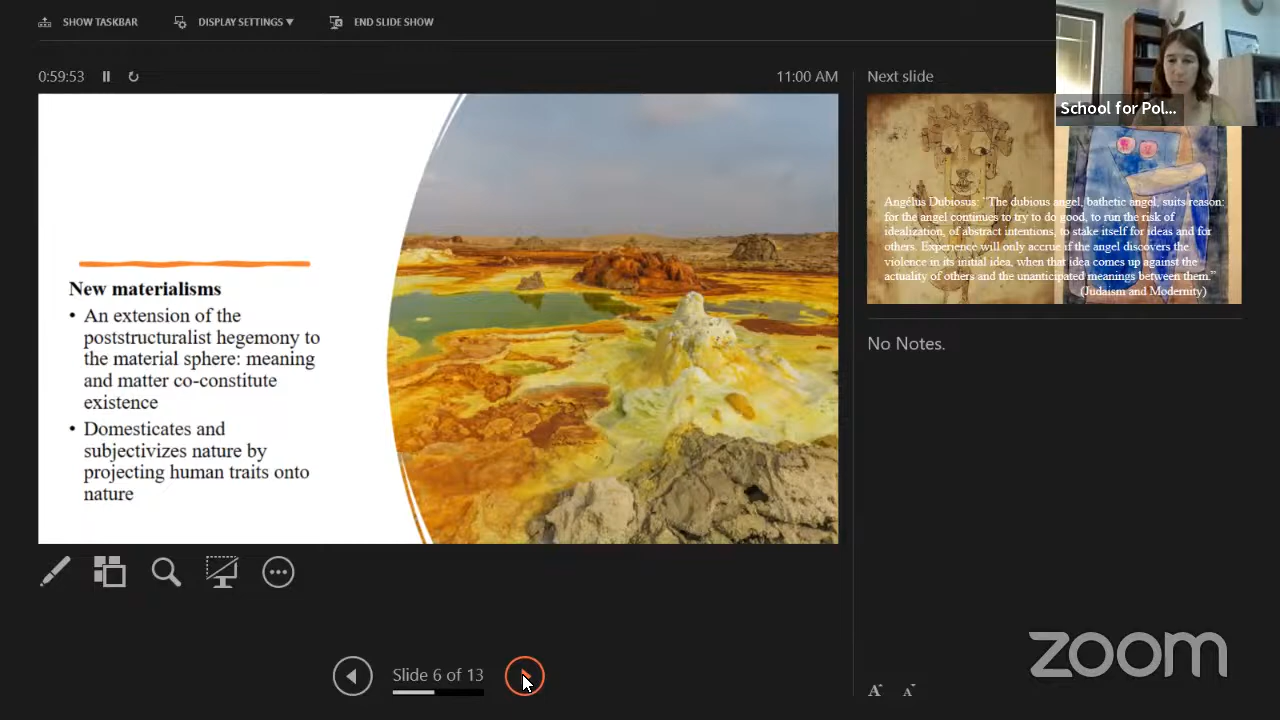 SHOW TASKBAR
DISPLAY SETTINGS ▼
END SLIDE SHOW
0:59:53
11:00 AM
Next slide
School for Pol...
New materialisms
• An extension of the
poststructuralist hegemony to
the material sphere: meaning
and matter co-constitute
existence
• Domesticates and
subjectivizes nature by
projecting human traits onto
nature
Angélus Dubiosus: "The dubious angel, bathetic angel, suits reason:
for the angel continues to try to do good, to run the risk of
idealization, of abstract intentions, to stake itself for ideas and for
others. Experience will only accrue if the angel discovers the
violence in its initial idea, when that idea comes up against the
actuality of others and the unanticipated meanings between them."
(Judaism and Modernity)
No Notes.
Slide 6 of 13
A A
zoom